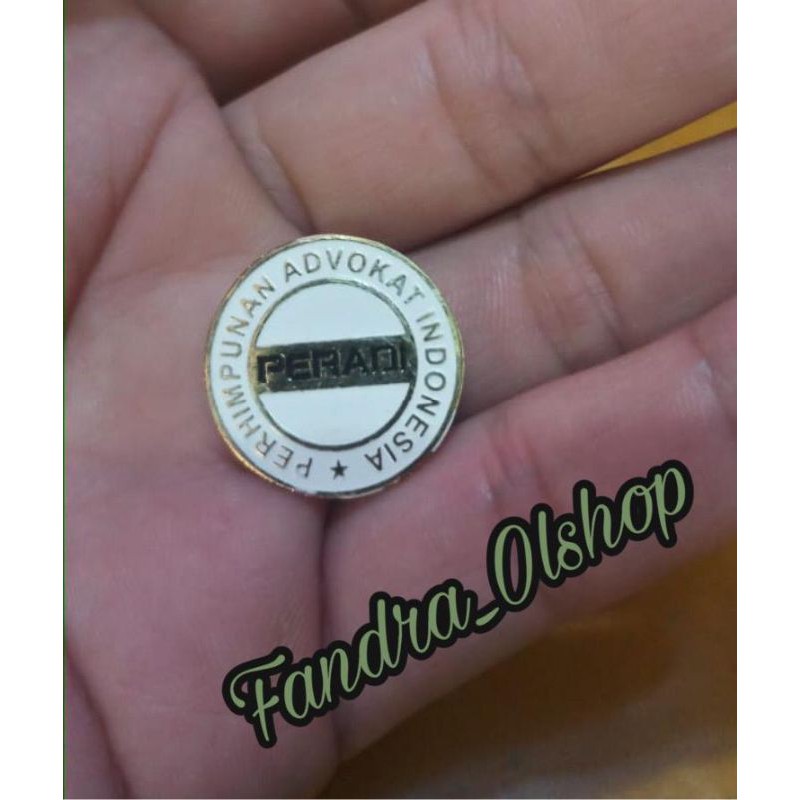 PERHIMPUNAN ADVOKAT INDONESIA ★
PERADI
Fandra_Olshop